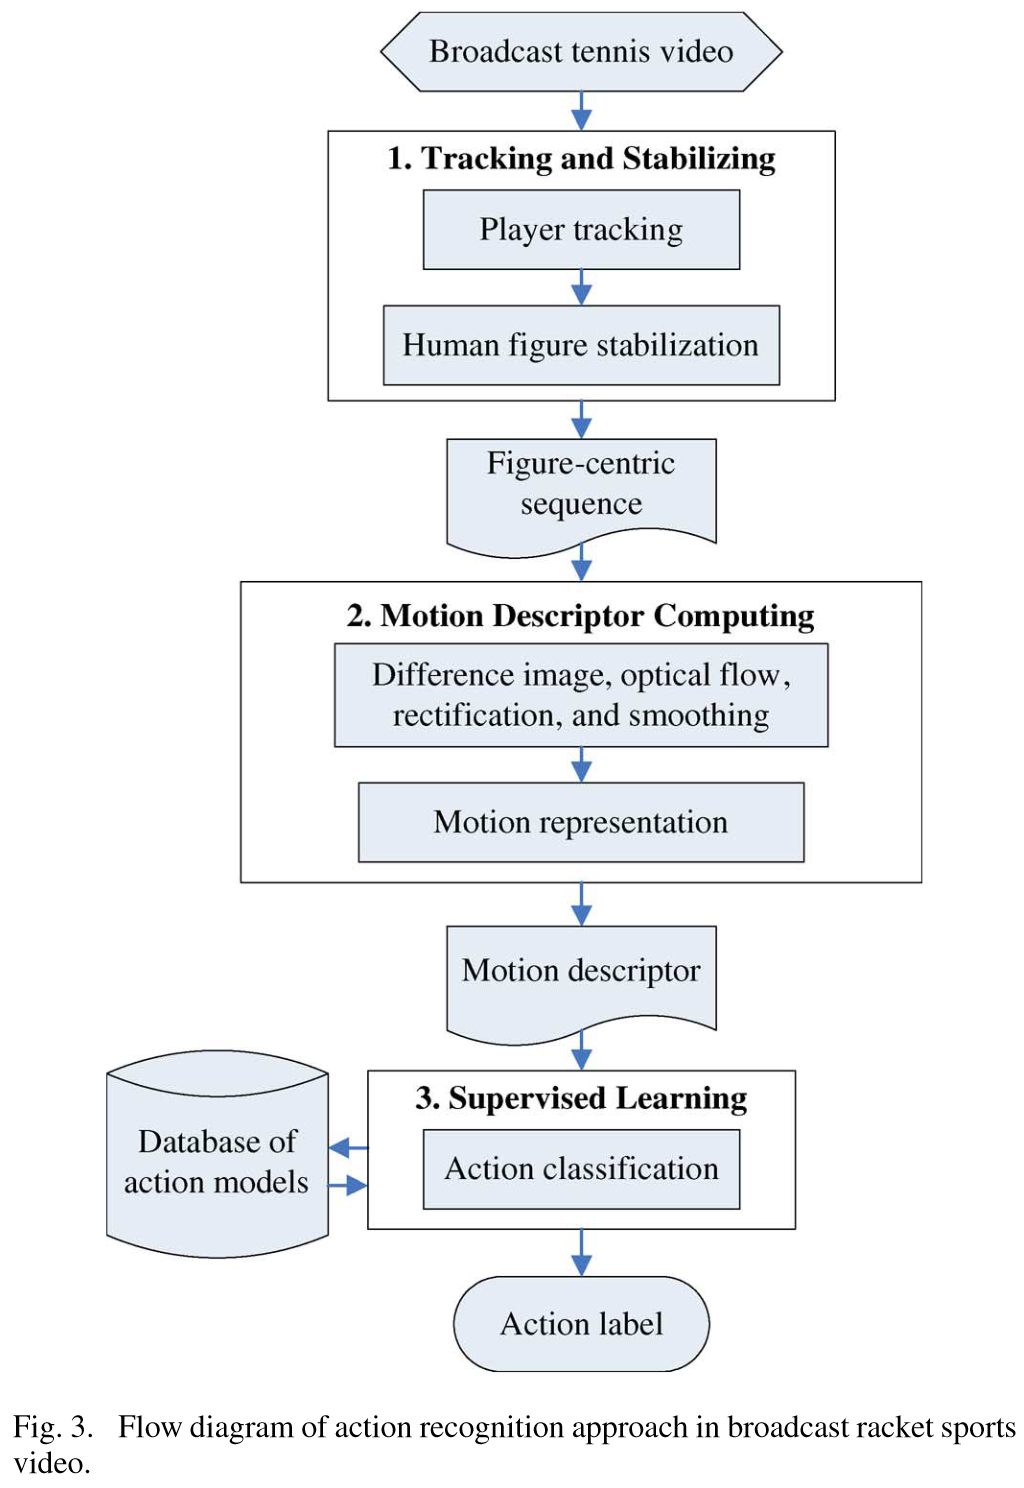 Broadcast tennis video
1. Tracking and Stabilizing
Player tracking
Human figure stabilization
Figure-centric
sequence
2. Motion Descriptor Computing
Difference image, optical flow,
rectification, and smoothing
Motion representation
Motion descriptor
3. Supervised Learning
Database of
action models
Action classification
Action label
Fig. 3. Flow diagram of action recognition approach in broadcast racket sports
video.